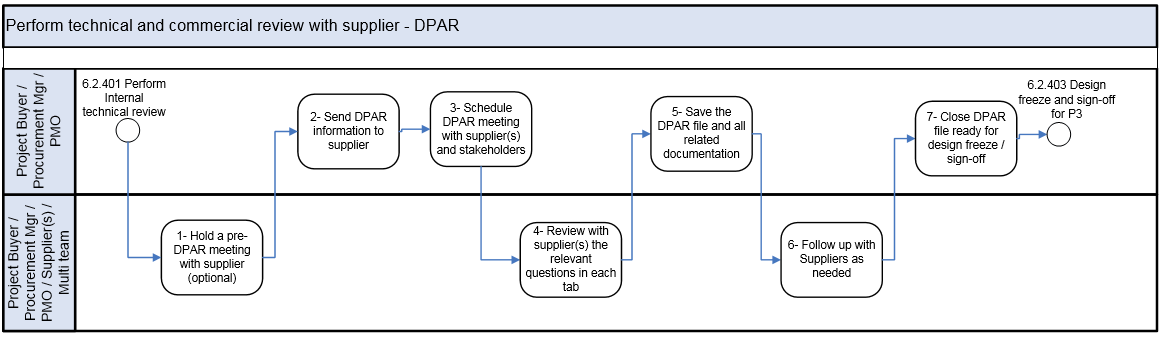 Perform technical and commercial review with supplier - DPAR
Project Buyer /
Procurement Mgr /
PMO
6.2.401 Perform
Internal
technical review
2- Send DPAR
information to
supplier
3- Schedule
DPAR meeting
with supplier(s)
and stakeholders
5- Save the
DPAR file and all
related
documentation
7- Close DPAR
file ready for
design freeze /
sign-off
6.2.403 Design
freeze and sign-off
for P3
Project Buyer /
Procurement Mgr /
PMO / Supplier(s) /
Multi team
1- Hold a pre-
DPAR meeting
with supplier
(optional)
4- Review with
supplier(s) the
relevant
questions in each
tab
6- Follow up with
Suppliers as
needed